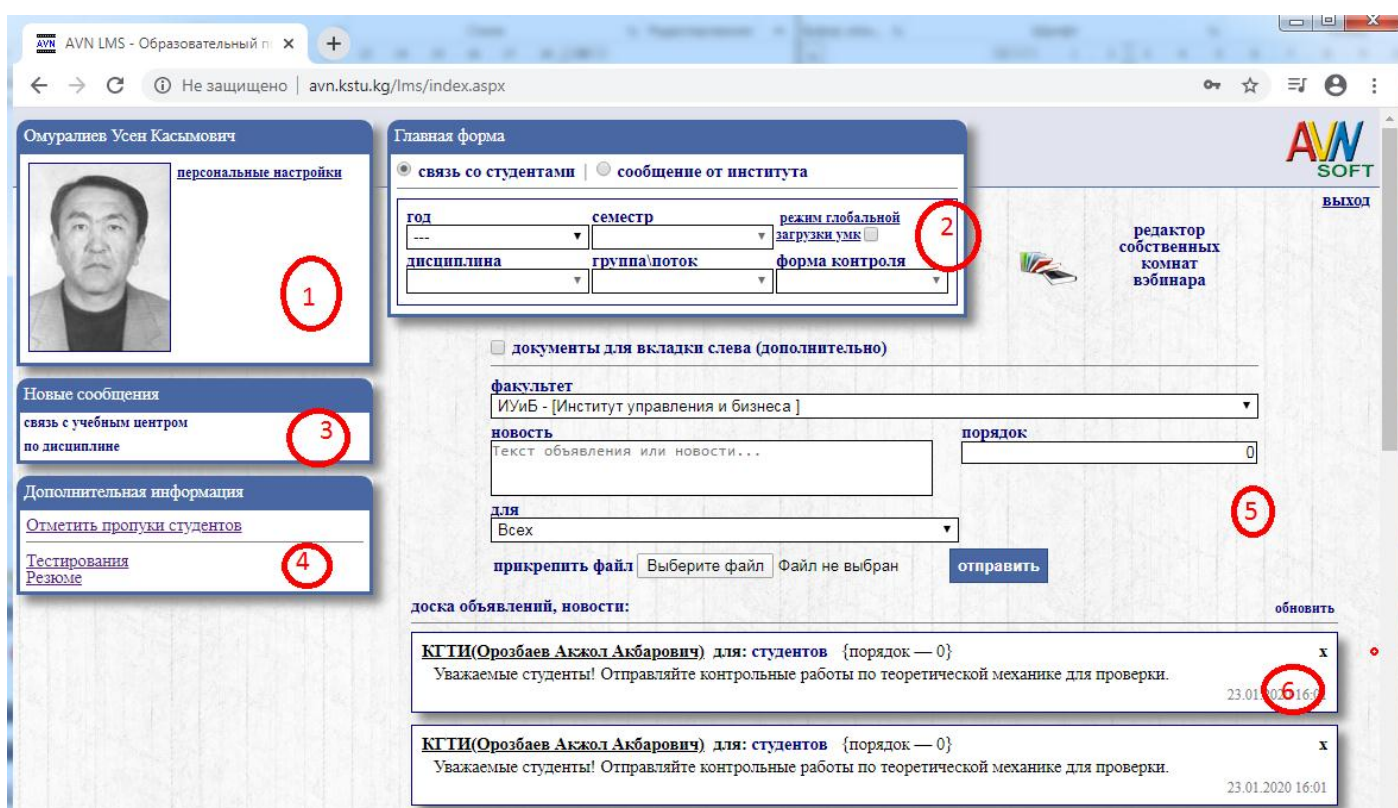 AVN LMS - Образовательный п
Не защищено | avn.kstu.kg/lms/index.aspx
Омуралиев Усен Касымович
персональные настройки
1
Главная форма
связь со студентами | сообщение от института
год семестр режим глобальной загрузки умк
---
дисциплина группа\поток форма контроля
2
AVN
SOFT
выход
редактор
собственных
комнат
вэбинара
Новые сообщения
связь с учебным центром
по дисциплине
3
Дополнительная информация
Отметить пропуки студентов
Тестирования
Резюме
4
документы для вкладки слева (дополнительно)
факультет
ИУиБ - [Институт управления и бизнеса ]
новость порядок
Текст объявления или новости... 0
для
Всех
5
прикрепить файл Выберите файл Файл не выбран отправить
доска объявлений, новости: обновить
КГТИ(Орозбаев Акжол Акбарович) для: студентов {порядок — 0} x
Уважаемые студенты! Отправляйте контрольные работы по теоретической механике для проверки.
6
КГТИ(Орозбаев Акжол Акбарович) для: студентов {порядок — 0} x
Уважаемые студенты! Отправляйте контрольные работы по теоретической механике для проверки.
23.01.2020 16:01